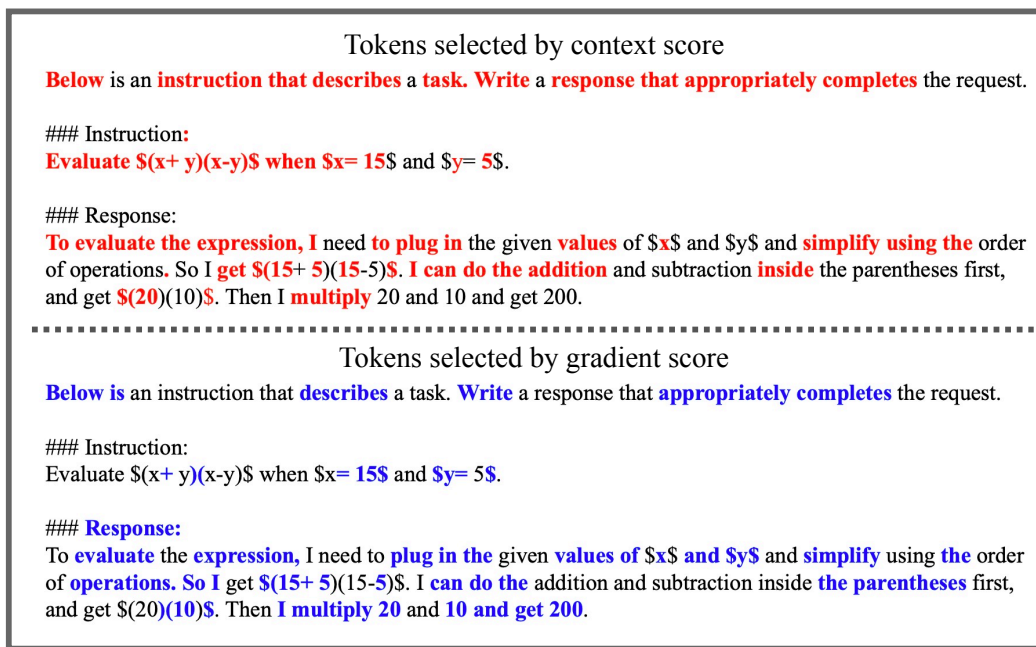 Tokens selected by context score
Below is an instruction that describes a task. Write a response that appropriately completes the request.
### Instruction:
Evaluate $(x+ y)(x-y)$ when $x= 15$ and $y= 5$.
### Response:
To evaluate the expression, I need to plug in the given values of $x$ and $y$ and simplify using the order
of operations. So I get $(15+ 5)(15-5)$. I can do the addition and subtraction inside the parentheses first,
and get $(20)(10)$. Then I multiply 20 and 10 and get 200.
Tokens selected by gradient score
Below is an instruction that describes a task. Write a response that appropriately completes the request.
### Instruction:
Evaluate $(x+ y)(x-y)$ when $x= 15$ and $y= 5$.
### Response:
To evaluate the expression, I need to plug in the given values of $x$ and $y$ and simplify using the order
of operations. So I get $(15+ 5)(15-5)$. I can do the addition and subtraction inside the parentheses first,
and get $(20)(10)$. Then I multiply 20 and 10 and get 200.